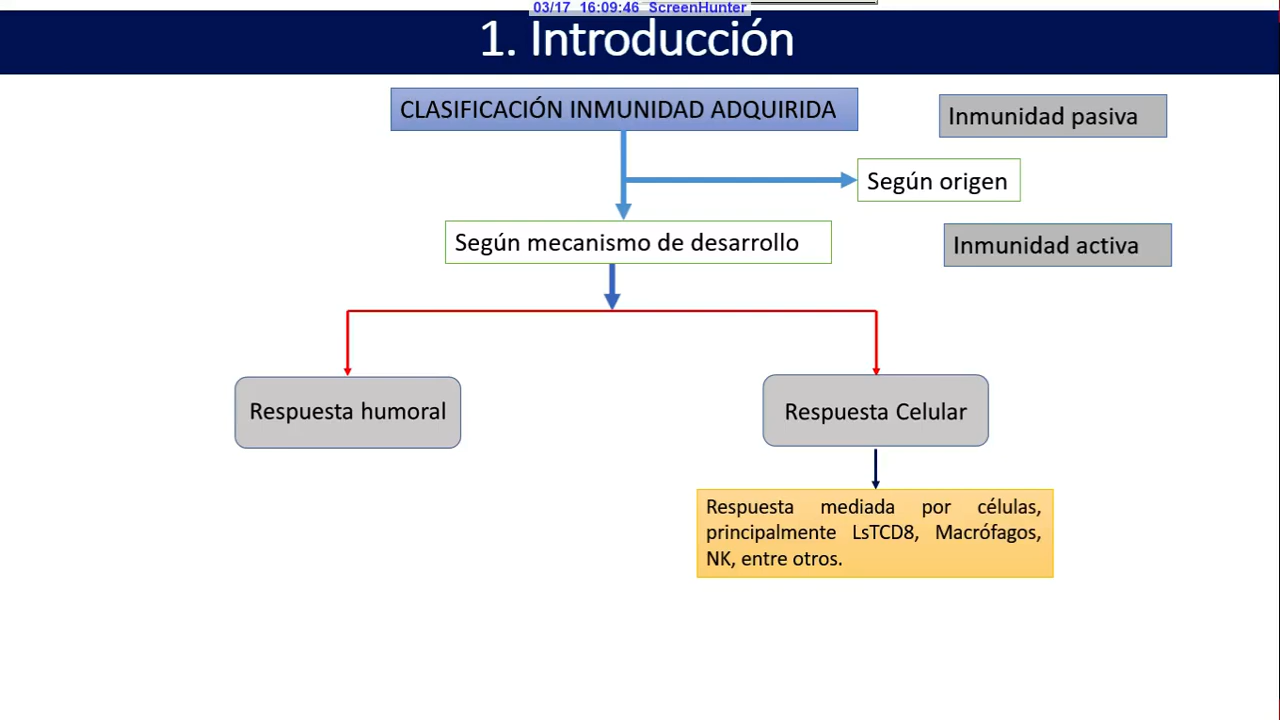 03/17 16:09:46 ScreenHunter
1. Introducción
CLASIFICACIÓN INMUNIDAD ADQUIRIDA
Inmunidad pasiva
Según origen
Según mecanismo de desarrollo
Inmunidad activa
Respuesta humoral
Respuesta Celular
Respuesta mediada por células,
principalmente LsTCD8, Macrófagos,
NK, entre otros.